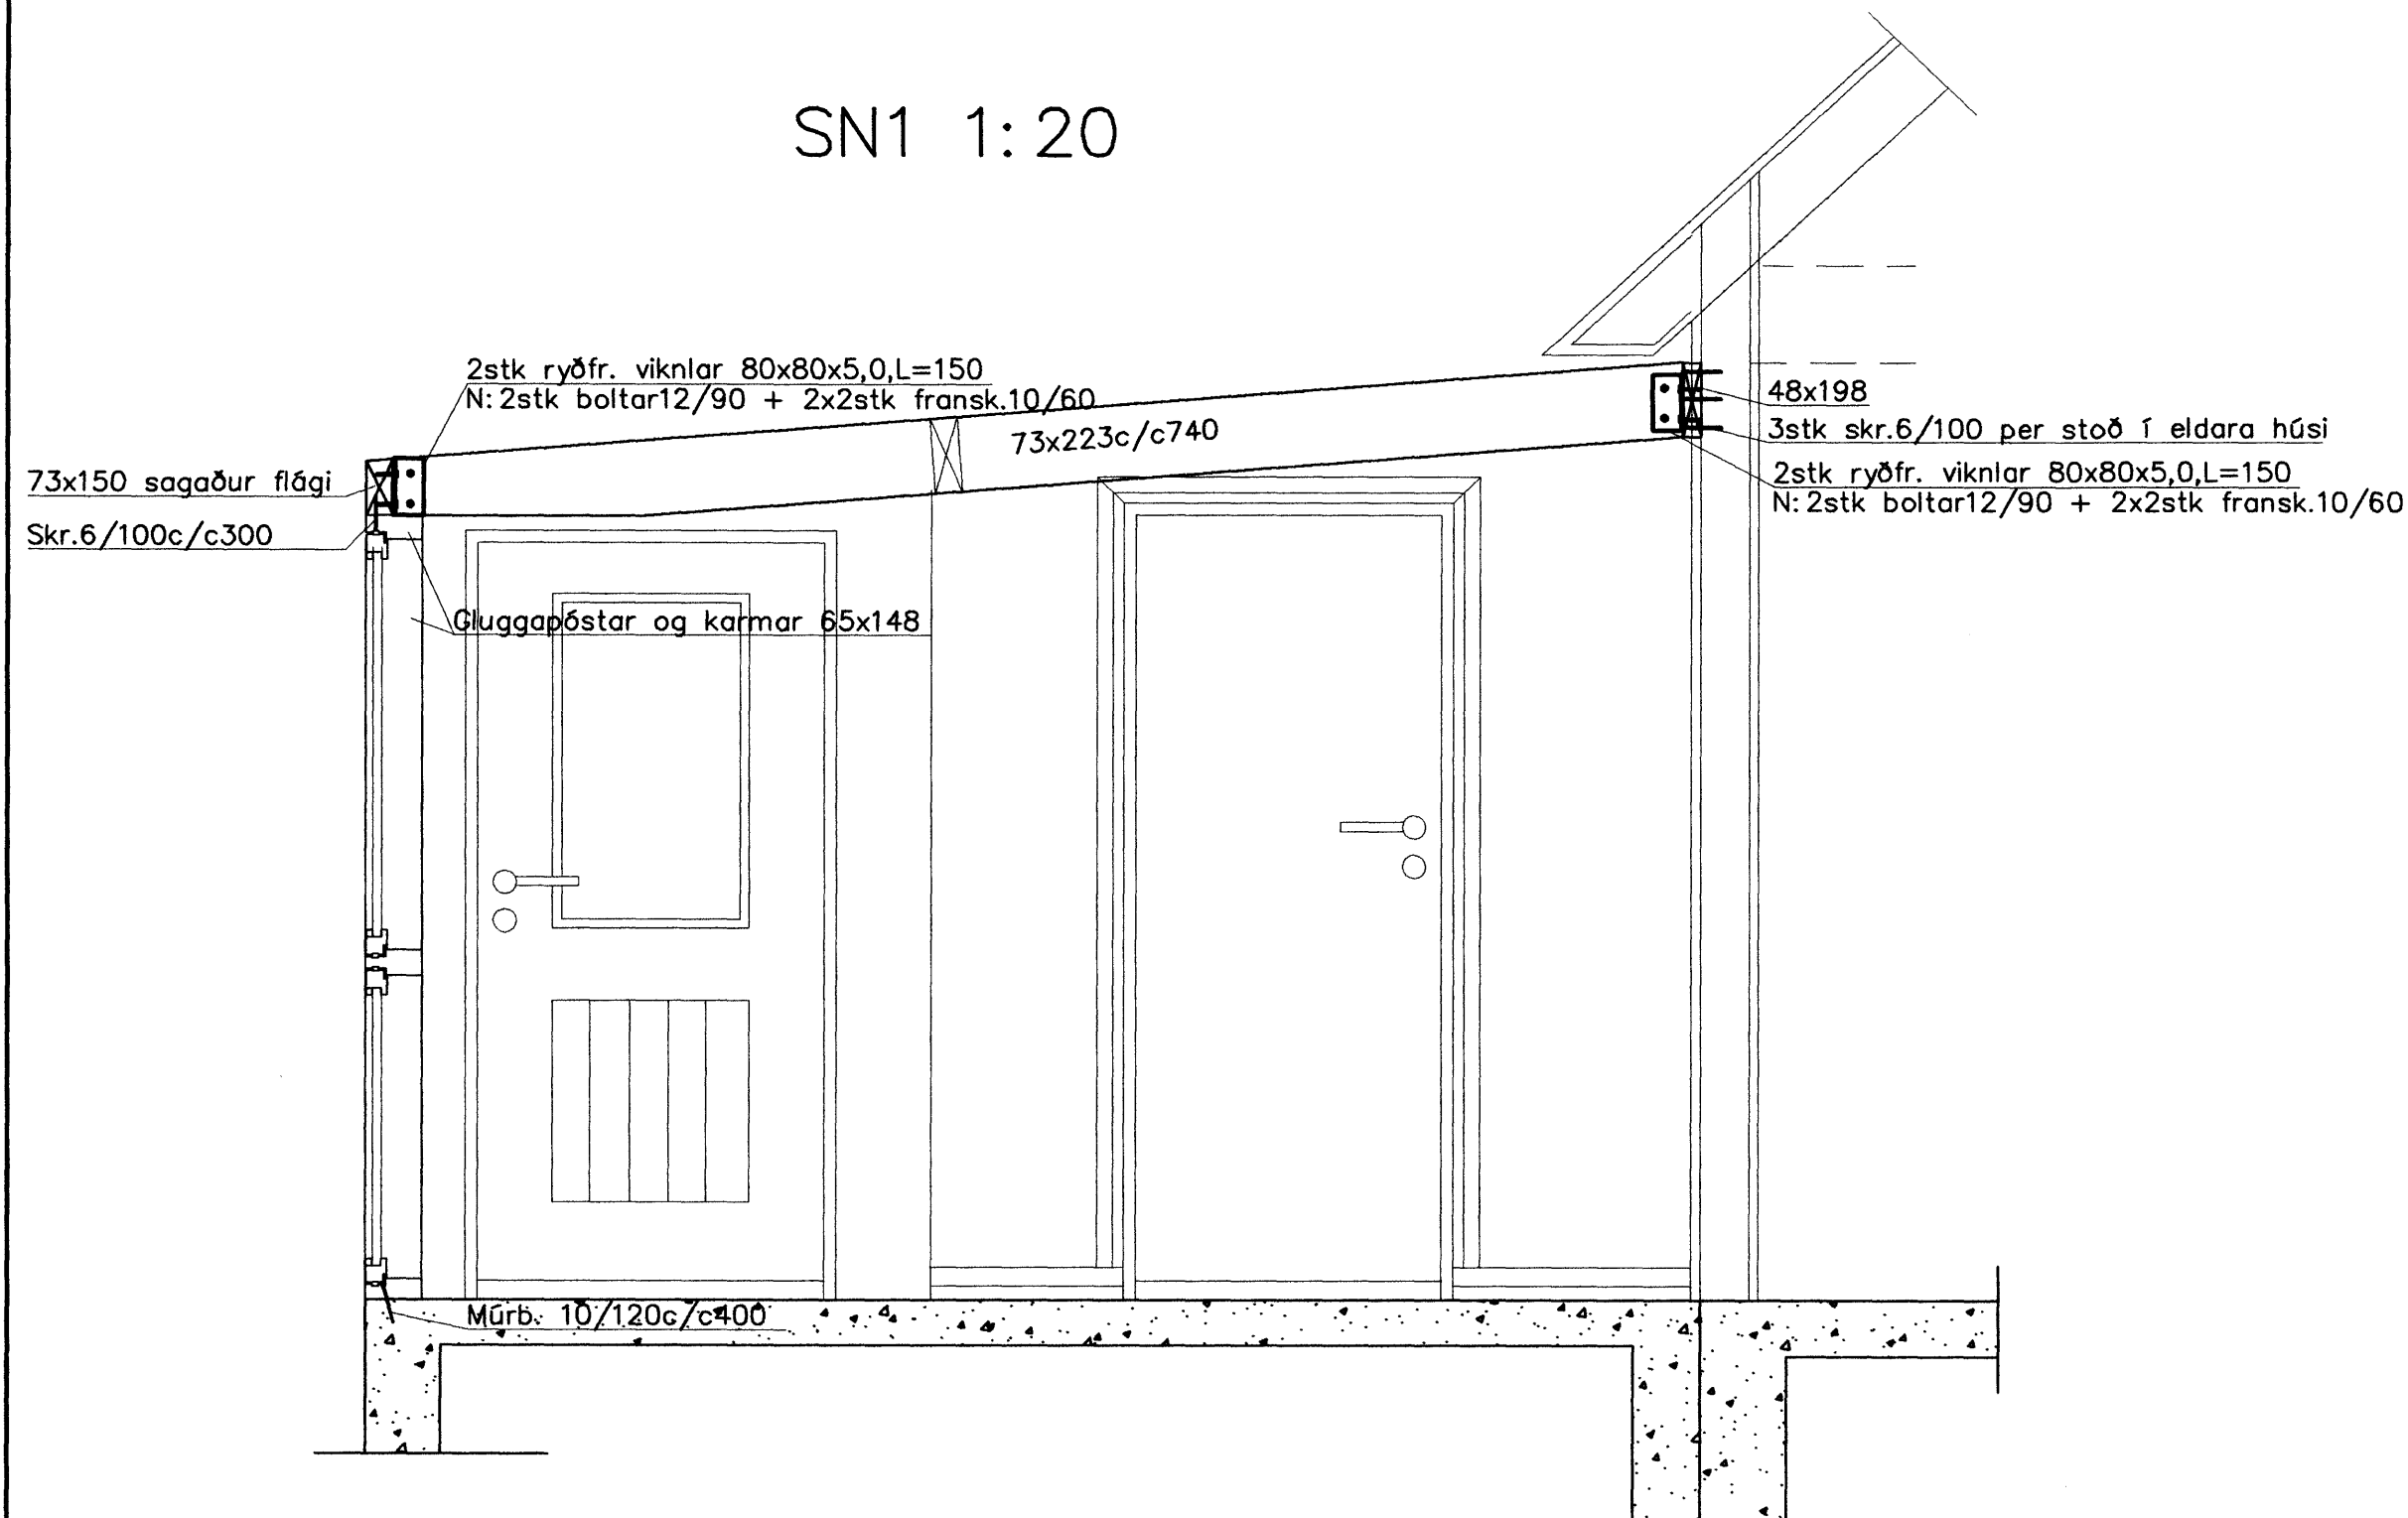 SN1 1:20
2stk ryðfr. viknlar 80x80x5,0,L=150
N: 2stk boltar12/90 + 2x2stk fransk.10/60
73x223c/c740
48x198
3stk skr.6/100 per stoð í eldara húsi
2stk ryðfr. viknlar 80x80x5,0,L=150
N: 2stk boltar12/90 + 2x2stk fransk.10/60
73x150 sagaður flági
Skr.6/100c/c300
Gluggapóstar og karmar 65x148
Múrb. 10/120c/c400